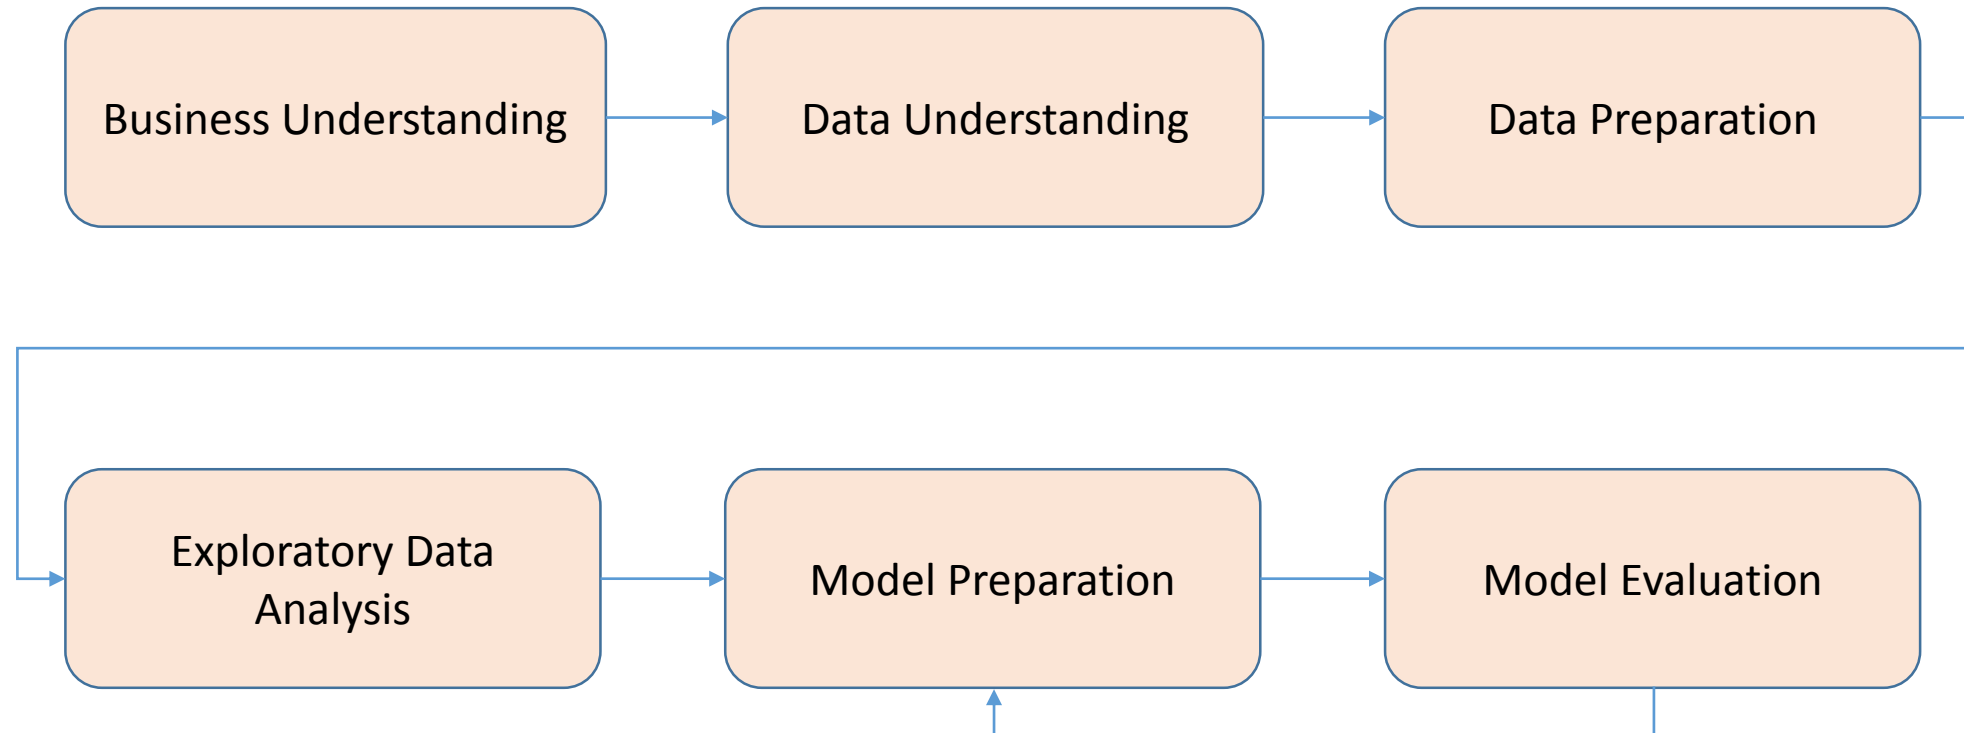 Business Understanding
Data Understanding
Data Preparation
Exploratory Data
Analysis
Model Preparation
Model Evaluation